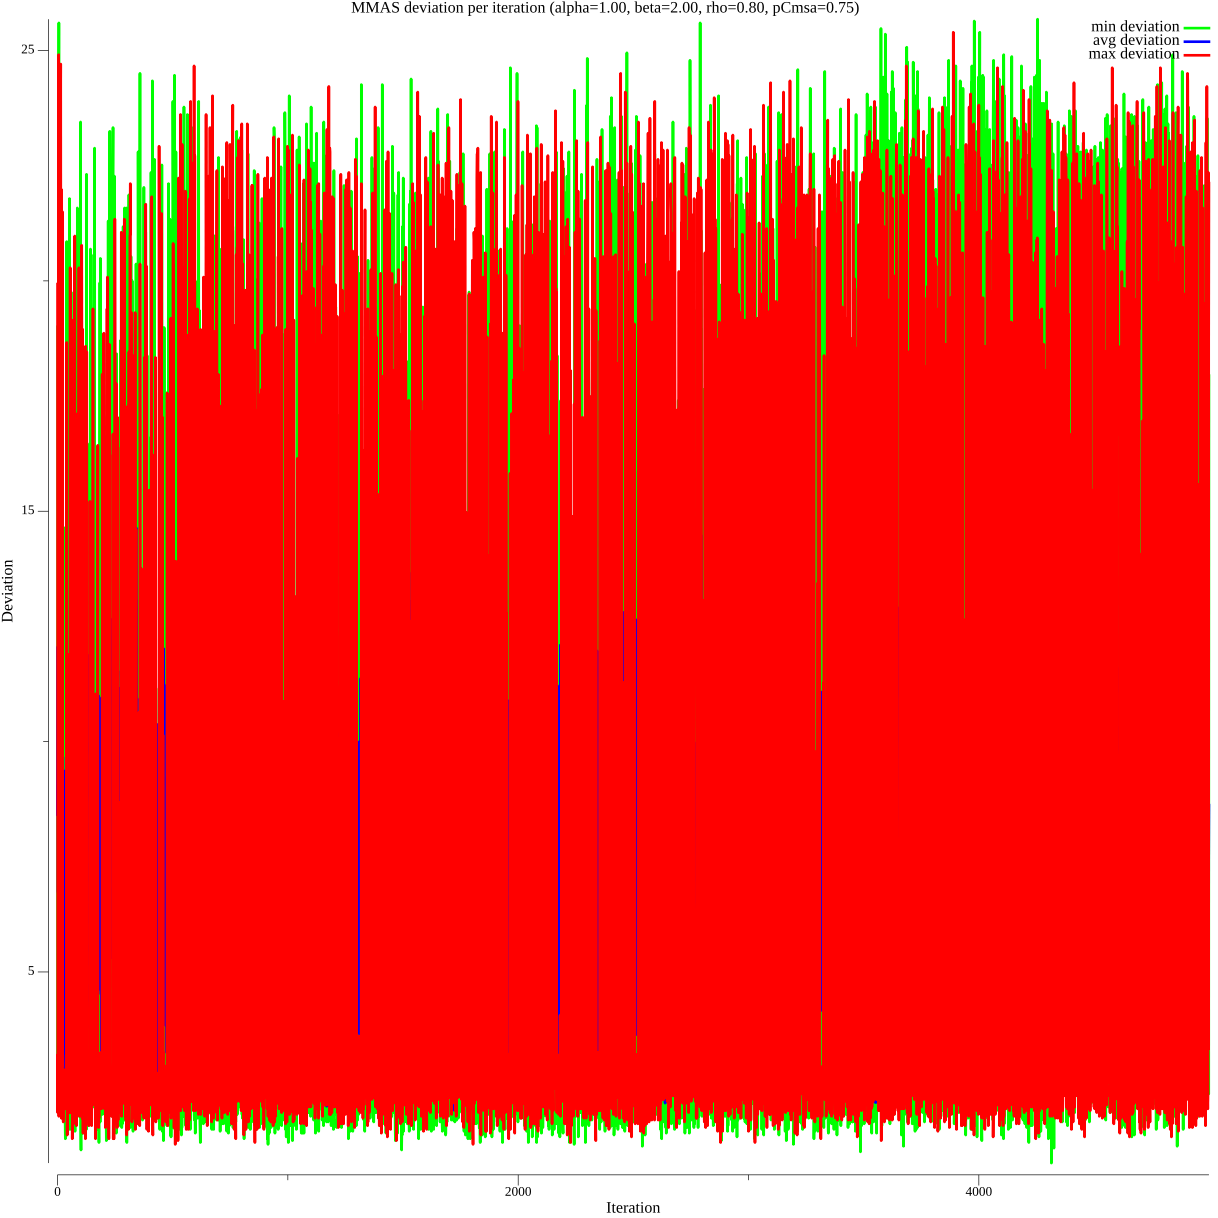 MMAS deviation per iteration (alpha=1.00, beta=2.00, rho=0.80, pCmsa=0.75)
min deviation
avg deviation
max deviation
25
15
5
Deviation
0
2000
4000
Iteration